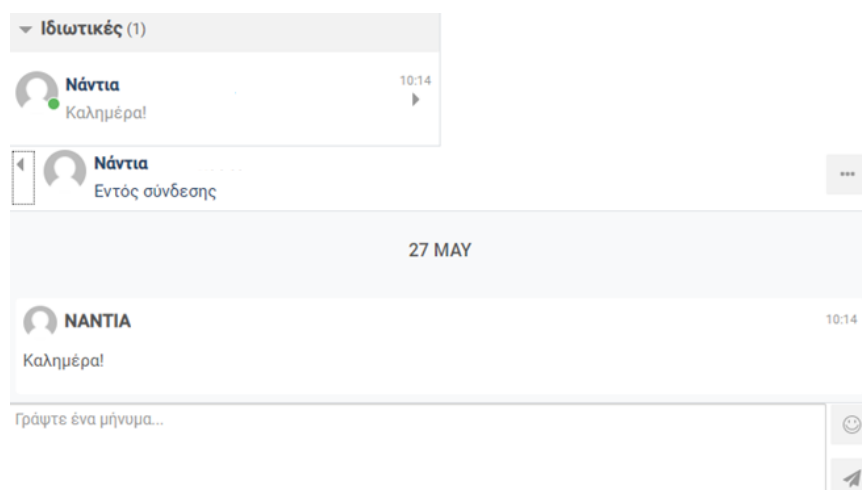 Ιδιωτικές (1)
Νάντια 10:14
Καλημέρα!
Νάντια
Εντός σύνδεσης
27 MAY
ΝΑΝΤΙΑ 10:14
Καλημέρα!
Γράψτε ένα μήνυμα...